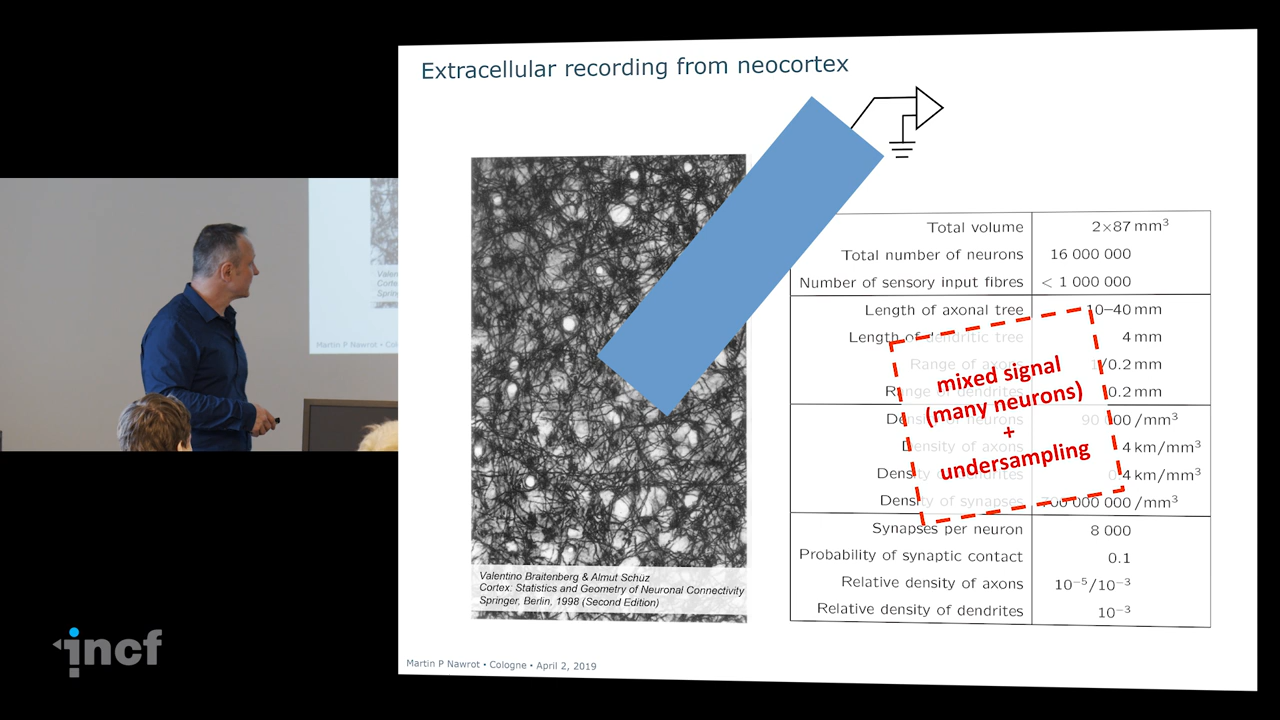 Extracellular recording from neocortex
Total volume 2×87 mm³
Total number of neurons 16 000 000
Number of sensory input fibres < 1 000 000
Length of axonal tree 10–40 mm
Length of dendritic tree 4 mm
Range of axons 1/0.2 mm
Range of dendrites 0.2 mm
Density of neurons 90 000 /mm³
Density of axons 4 km/mm³
Density of dendrites 0.4 km/mm³
Density of synapses 700 000 000 /mm³
Synapses per neuron 8 000
Probability of synaptic contact 0.1
Relative density of axons 10⁻⁵/10⁻³
Relative density of dendrites 10⁻³
mixed signal
(many neurons)
+
undersampling
Valentino Braitenberg & Almut Schüz
Cortex: Statistics and Geometry of Neuronal Connectivity
Springer, Berlin, 1998 (Second Edition)
Martin P Nawrot • Cologne • April 2, 2019
Martin P Nawrot • Col
incf